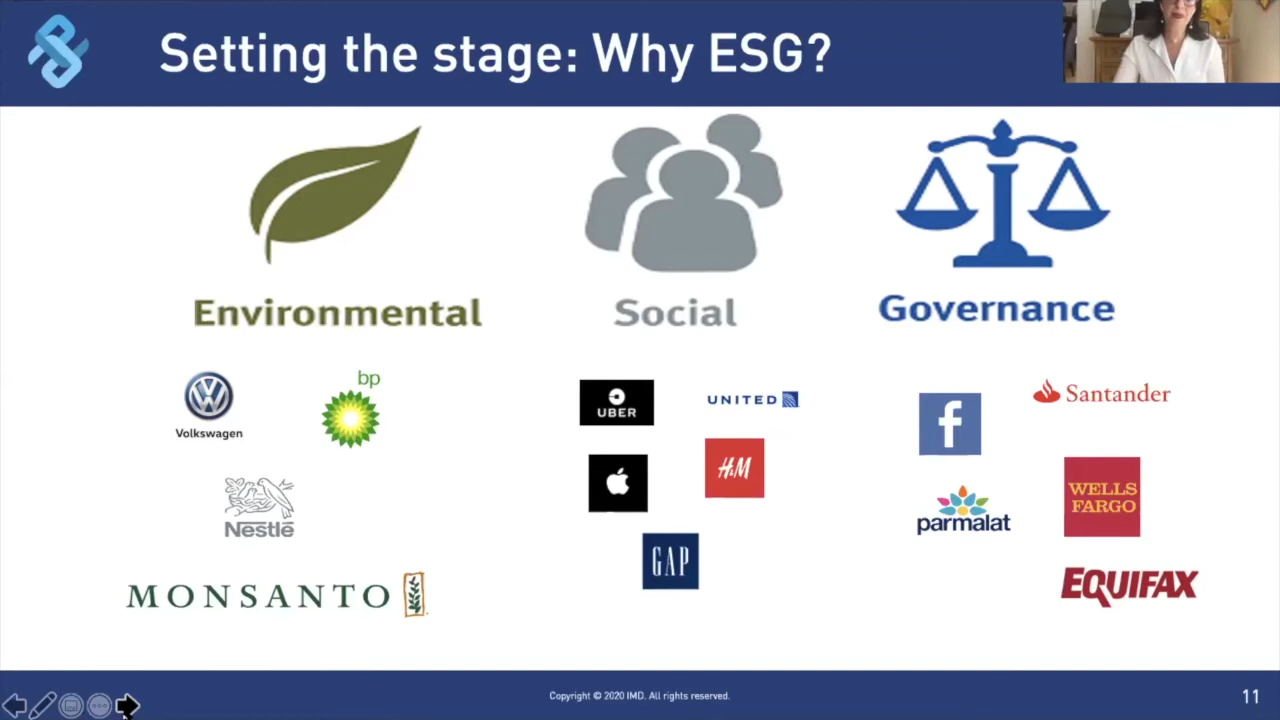 Setting the stage: Why ESG?
Environmental
Social
Governance
Volkswagen
bp
Nestlé
MONSANTO
UBER
UNITED
H&M
GAP
f
Santander
parmalat
WELLS
FARGO
EQUIFAX
Copyright © 2020 IMD. All rights reserved.
11